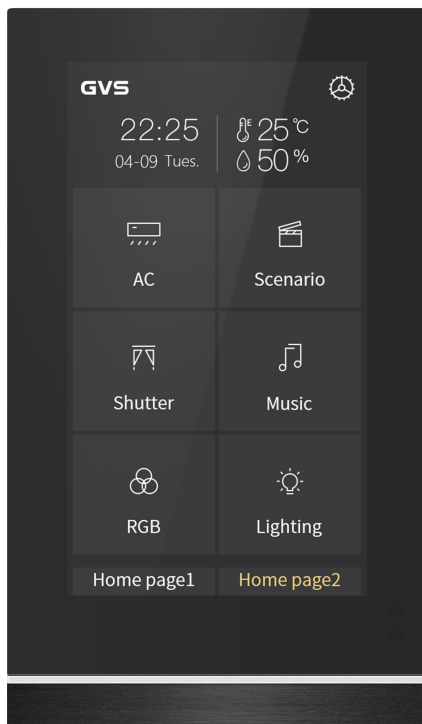 GVS
22:25
04-09 Tues.
E 25 °C
50 %
AC
Scenario
Shutter
Music
RGB
Lighting
Home page1
Home page2